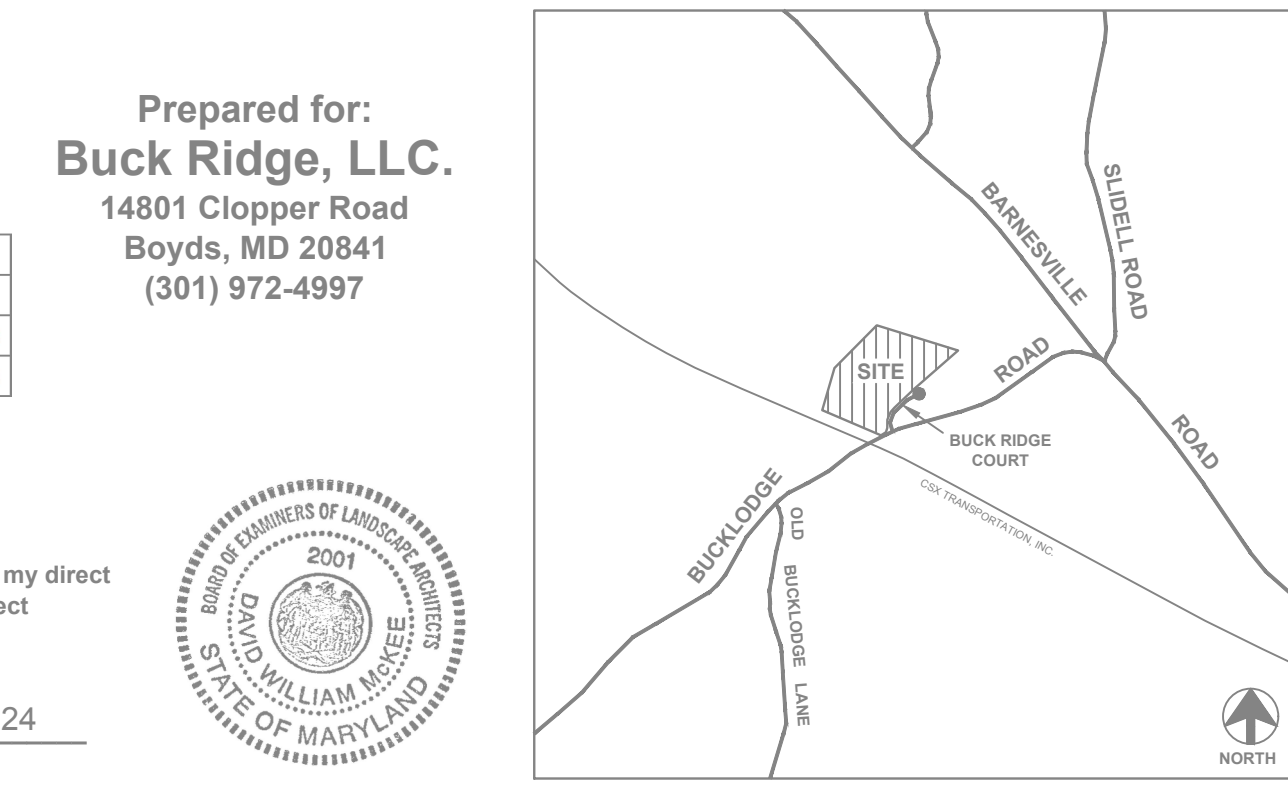 Prepared for:
Buck Ridge, LLC.
14801 Clopper Road
Boyds, MD 20841
(301) 972-4997
my direct
ect
24
BOARD OF EXAMINERS OF LANDSCAPE ARCHITECTS
2001
DAVID WILLIAM McKEE
STATE OF MARYLAND
BARNESVILLE
ROAD
SLIDELL ROAD
SITE
ROAD
BUCK RIDGE
COURT
CSX TRANSPORTATION, INC.
BUCKLODGE
OLD
BUCKLODGE
LANE
NORTH